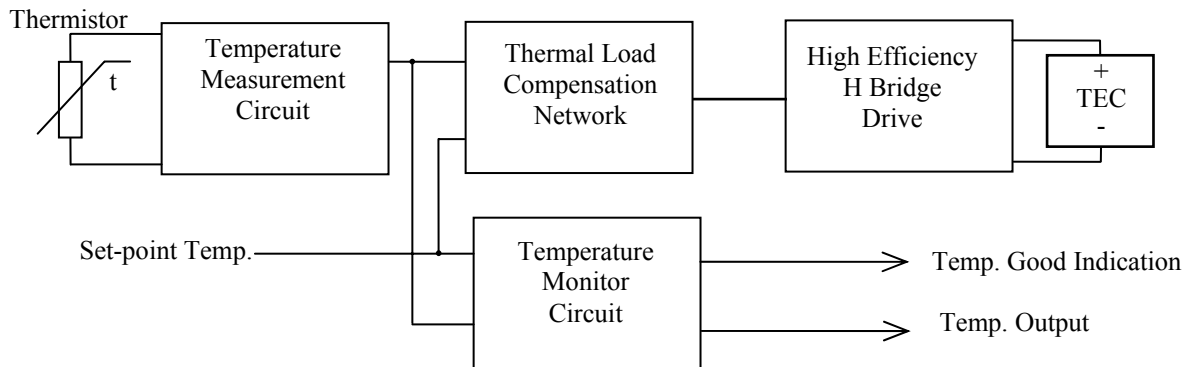 Thermistor
t
Temperature
Measurement
Circuit
Thermal Load
Compensation
Network
High Efficiency
H Bridge
Drive
+
TEC
-
Set-point Temp.
Temperature
Monitor
Circuit
Temp. Good Indication
Temp. Output